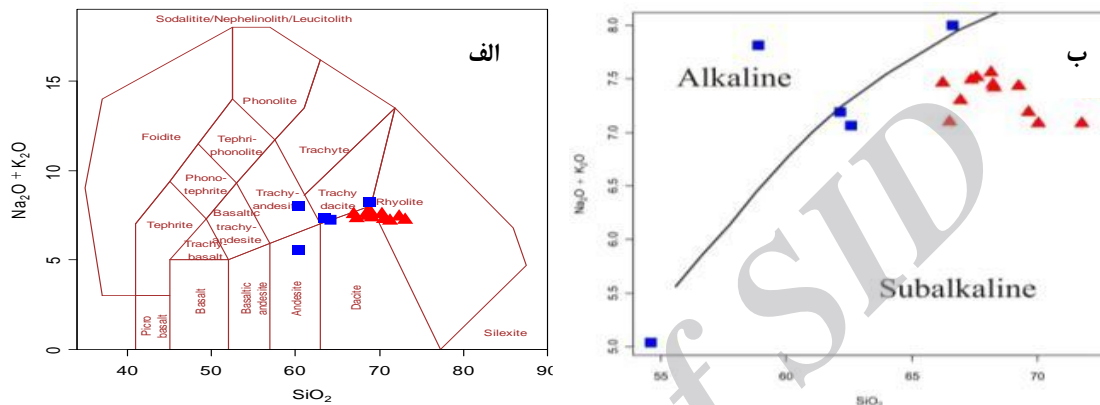 الف
Sodalitite/Nephelinolith/Leucitolith
Phonolite
Foidite
Tephri-
phonolite
Trachyte
Phono-
tephrite
Trachy-
andesite
Trachy
dacite
Rhyolite
Tephrite
Basaltic
trachy-
andesite
Trachy-
basalt
Picro
basalt
Basalt
Basaltic
andesite
Andesite
Dacite
Silexite
Na2O + K2O
0 5 10 15
40 50 60 70 80 90
SiO2
ب
Alkaline
Subalkaline
Na2O + K2O
5.0 5.5 6.0 6.5 7.0 7.5 8.0
55 60 65 70
SiO2
f SID